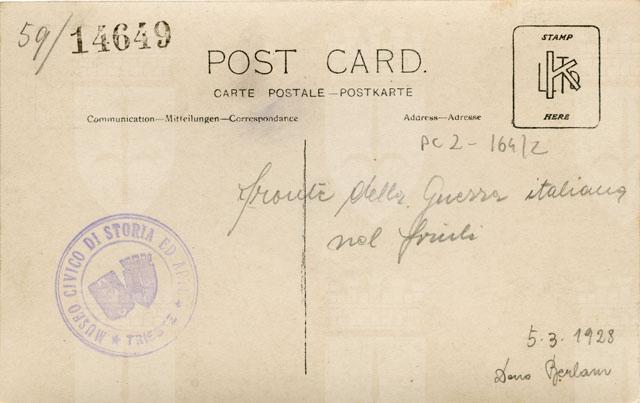 59/ 14649
POST CARD.
CARTE POSTALE—POSTKARTE
Communication—Mitteilungen—Correspondance
Address—Adresse
STAMP
HERE
PC 2 - 164/2
fronte della Guerra italiana
nel friuli
MUSEO CIVICO DI STORIA ED ARTE ★ TRIESTE ★
5.3.1928
Dono